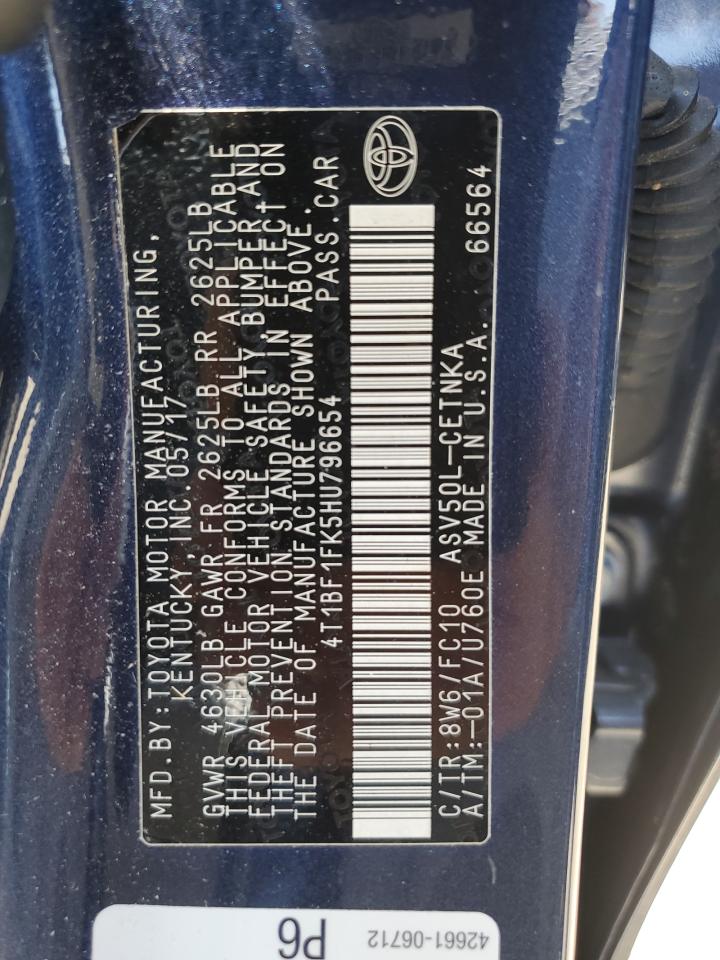 MFD.BY:TOYOTA MOTOR MANUFACTURING,
KENTUCKY,INC.05/17
GVWR 4630LB GAWR FR 2625LB RR 2625LB
THIS VEHICLE CONFORMS TO ALL APPLICABLE
FEDERAL MOTOR VEHICLE SAFETY,BUMPER,AND
THEFT PREVENTION STANDARDS IN EFFECT ON
THE DATE OF MANUFACTURE SHOWN ABOVE.
4T1BF1FK5HU796654 PASS.CAR
C/TR:8W6/FC10 ASV50L-CETNKA
A/TM:-01A/U760E MADE IN U.S.A. 66564
P6
42661-06712